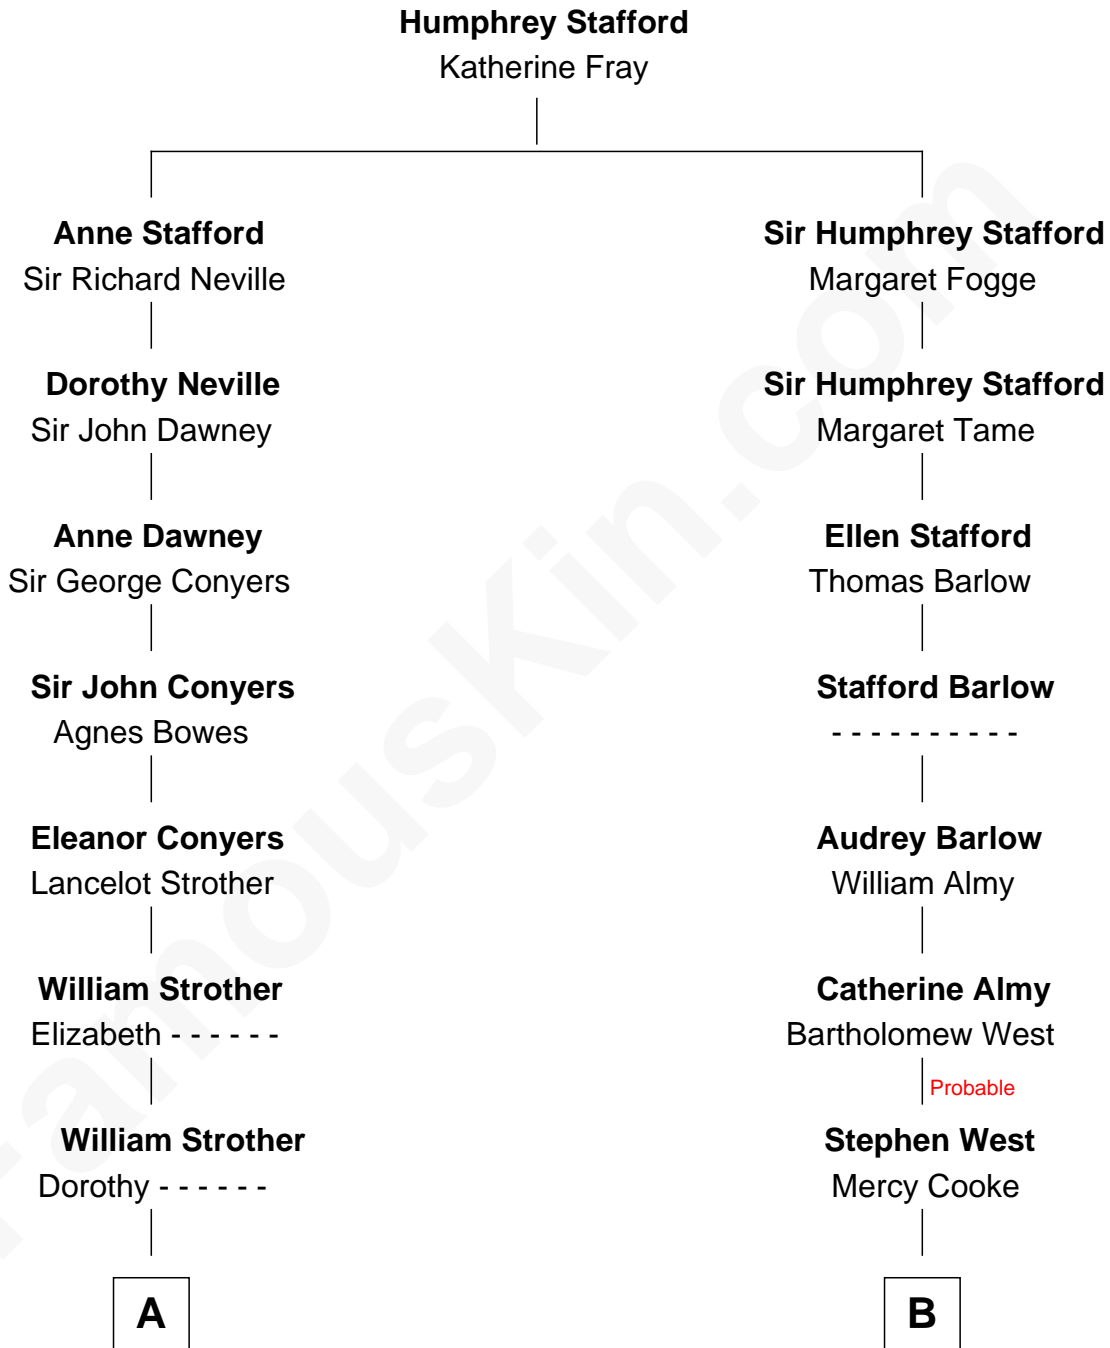 Humphrey Stafford
Katherine Fray
Anne Stafford
Sir Richard Neville
Dorothy Neville
Sir John Dawney
Anne Dawney
Sir George Conyers
Sir John Conyers
Agnes Bowes
Eleanor Conyers
Lancelot Strother
William Strother
Elizabeth - - - - - -
William Strother
Dorothy - - - - - -
A
Sir Humphrey Stafford
Margaret Fogge
Sir Humphrey Stafford
Margaret Tame
Ellen Stafford
Thomas Barlow
Stafford Barlow
- - - - - - - - - -
Audrey Barlow
William Almy
Catherine Almy
Bartholomew West
Probable
Stephen West
Mercy Cooke
B
FamousKin.com